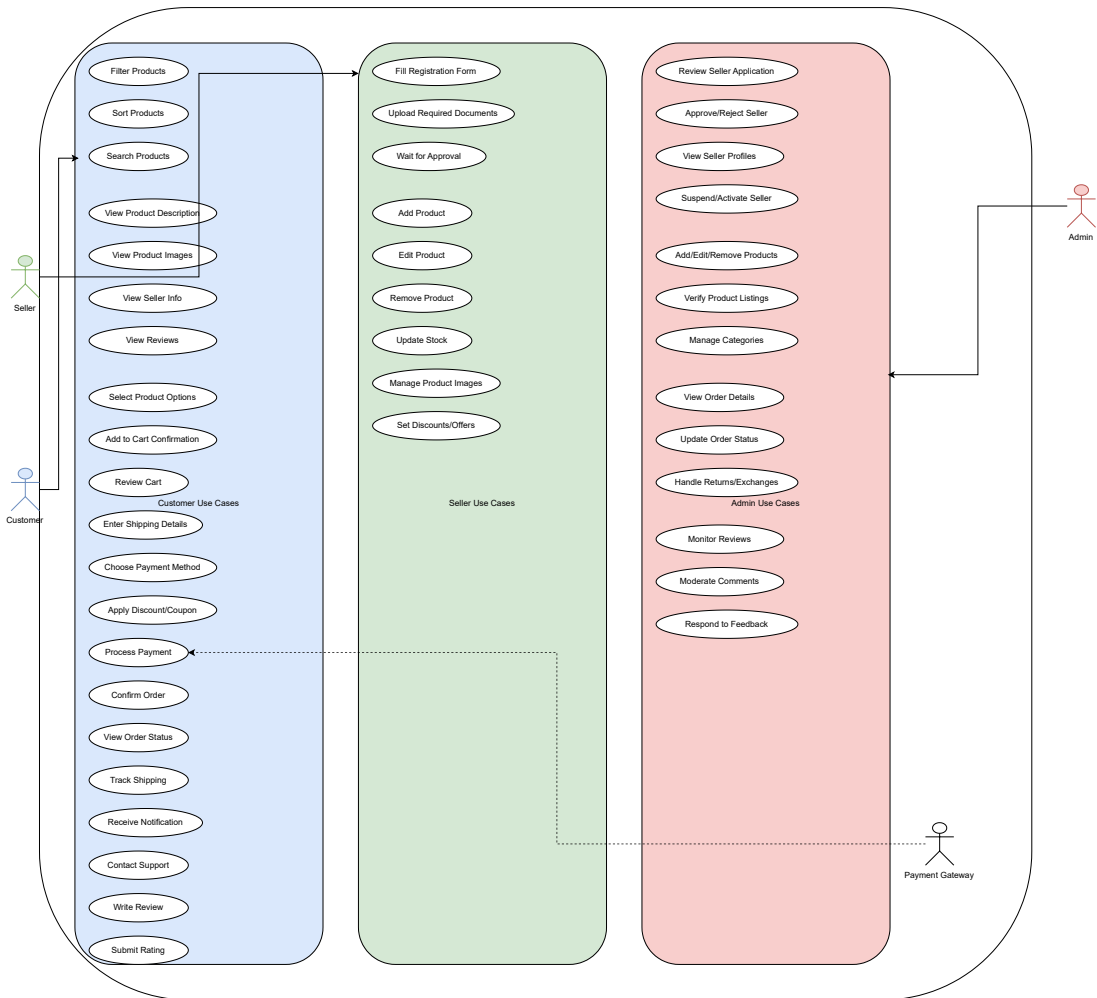 Filter Products
Sort Products
Search Products
View Product Description
View Product Images
View Seller Info
View Reviews
Select Product Options
Add to Cart Confirmation
Review Cart
Customer Use Cases
Enter Shipping Details
Choose Payment Method
Apply Discount/Coupon
Process Payment
Confirm Order
View Order Status
Track Shipping
Receive Notification
Contact Support
Write Review
Submit Rating
Fill Registration Form
Upload Required Documents
Wait for Approval
Add Product
Edit Product
Remove Product
Update Stock
Manage Product Images
Set Discounts/Offers
Seller Use Cases
Review Seller Application
Approve/Reject Seller
View Seller Profiles
Suspend/Activate Seller
Add/Edit/Remove Products
Verify Product Listings
Manage Categories
View Order Details
Update Order Status
Handle Returns/Exchanges
Admin Use Cases
Monitor Reviews
Moderate Comments
Respond to Feedback
Seller
Customer
Admin
Payment Gateway